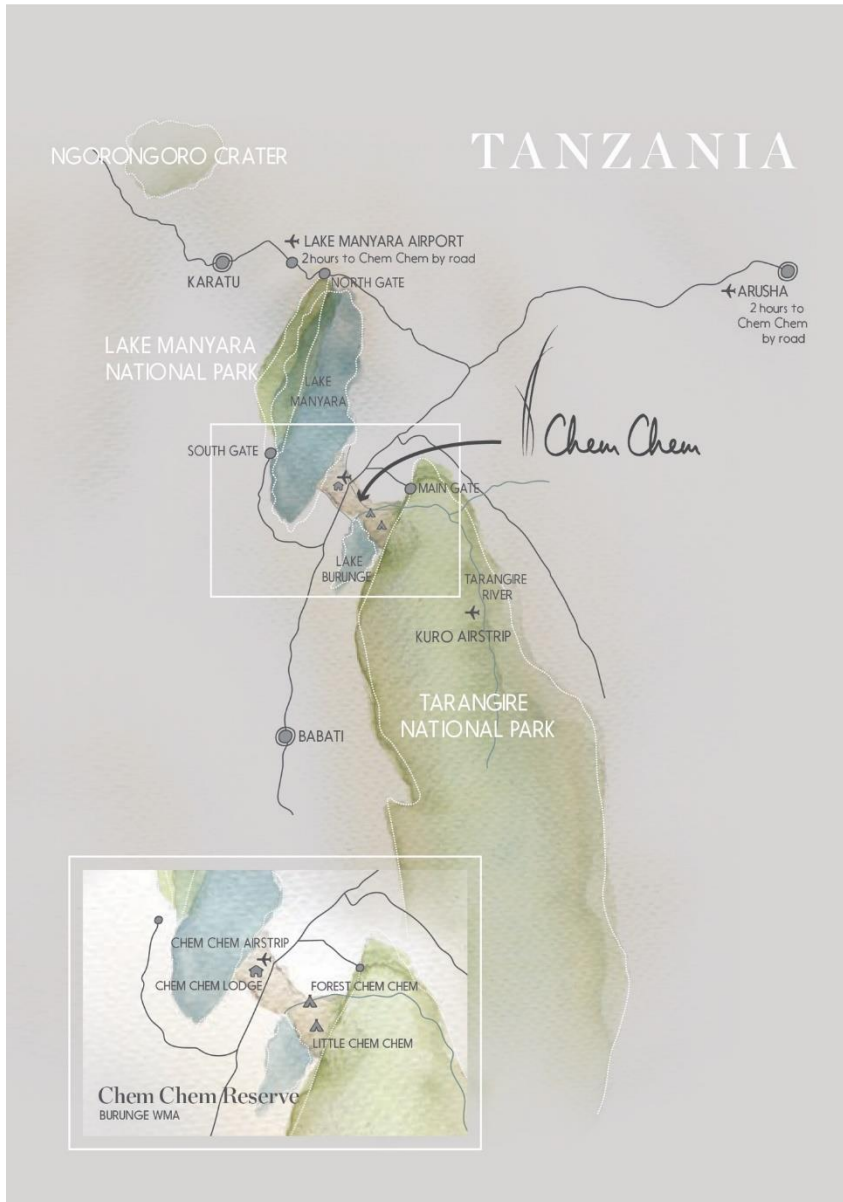 TANZANIA
NGORONGORO CRATER
LAKE MANYARA AIRPORT
2hours to Chem Chem by road
KARATU
NORTH GATE
ARUSHA
2 hours to
Chem Chem
by road
LAKE MANYARA
NATIONAL PARK
LAKE
MANYARA
Chem Chem
SOUTH GATE
MAIN GATE
LAKE
BURUNGE
TARANGIRE
RIVER
KURO AIRSTRIP
TARANGIRE
NATIONAL PARK
BABATI
CHEM CHEM AIRSTRIP
CHEM CHEM LODGE
FOREST CHEM CHEM
LITTLE CHEM CHEM
Chem Chem Reserve
BURUNGE WMA